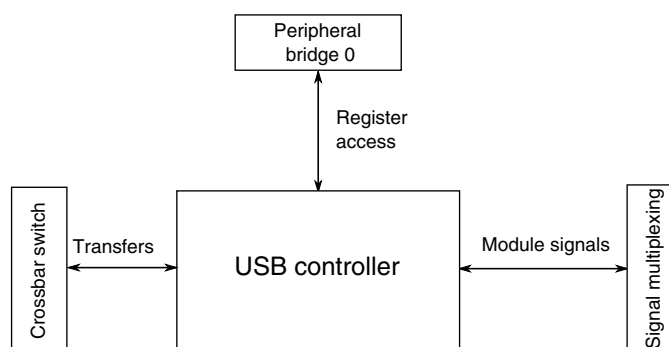 Peripheral
bridge 0
Register
access
Crossbar switch
Transfers
USB controller
Module signals
Signal multiplexing